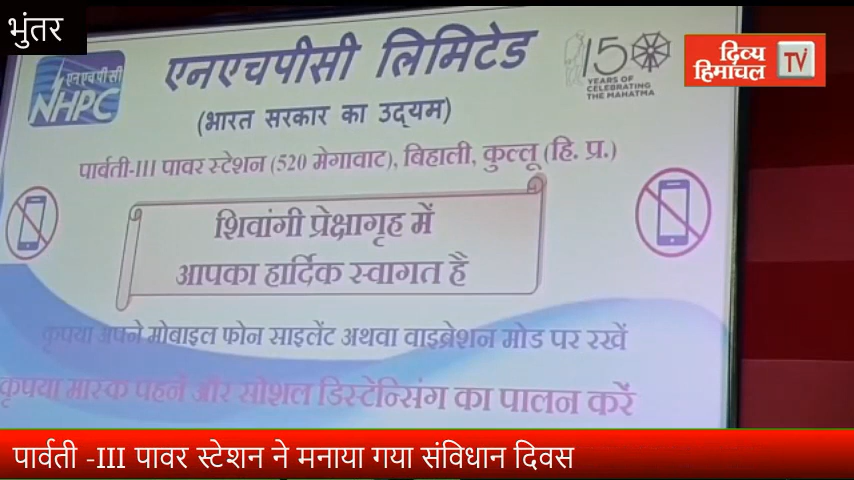 भुंतर
एन एच पी सी
NHPC
एनएचपीसी लिमिटेड
(भारत सरकार का उद्यम)
150
YEARS OF
CELEBRATING
THE MAHATMA
दिव्य
हिमाचल
TV
पार्वती-III पावर स्टेशन (520 मेगावाट), बिहाली, कुल्लू (हि. प्र.)
शिवांगी प्रेक्षागृह में
आपका हार्दिक स्वागत है
कृपया अपने मोबाइल फोन साइलेंट अथवा वाइब्रेशन मोड पर रखें
कृपया मास्क पहनें और सोशल डिस्टेन्सिंग का पालन करें
पार्वती -III पावर स्टेशन ने मनाया गया संविधान दिवस